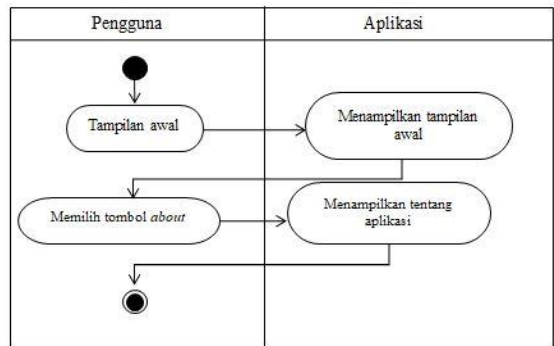 Pengguna
Aplikasi
Tampilan awal
Menampilkan tampilan
awal
Memilih tombol about
Menampilkan tentang
aplikasi